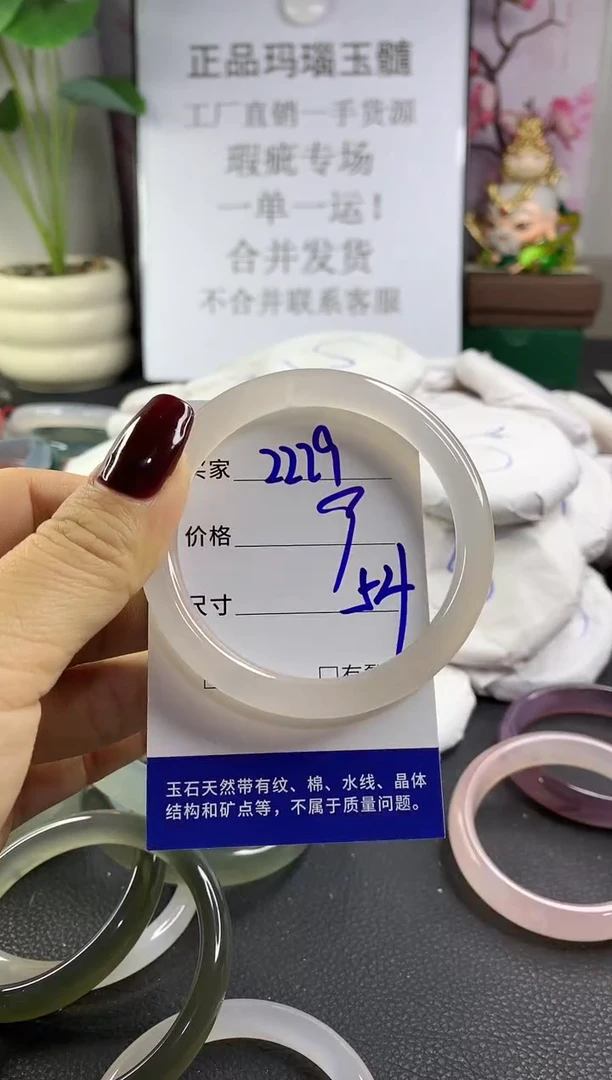 正品玛瑙玉髓
工厂直销一手货源
瑕疵专场
一单一运！
合并发货
不合并联系客服
买家 2229
价格 9
尺寸 54
玉石天然带有纹、棉、水线、晶体
结构和矿点等，不属于质量问题。